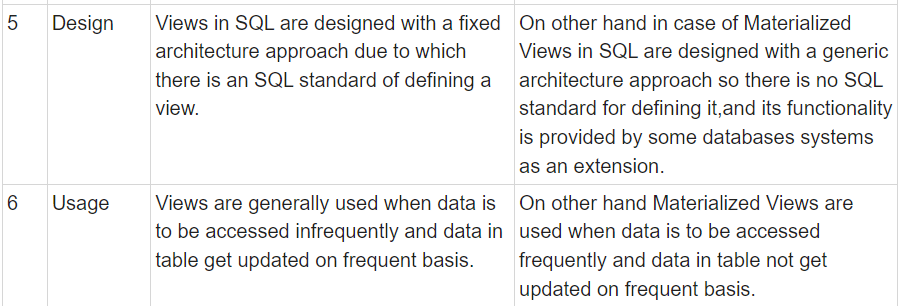 5
Design
Views in SQL are designed with a fixed
architecture approach due to which
there is an SQL standard of defining a
view.
On other hand in case of Materialized
Views in SQL are designed with a generic
architecture approach so there is no SQL
standard for defining it,and its functionality
is provided by some databases systems
as an extension.
6
Usage
Views are generally used when data is
to be accessed infrequently and data in
table get updated on frequent basis.
On other hand Materialized Views are
used when data is to be accessed
frequently and data in table not get
updated on frequent basis.